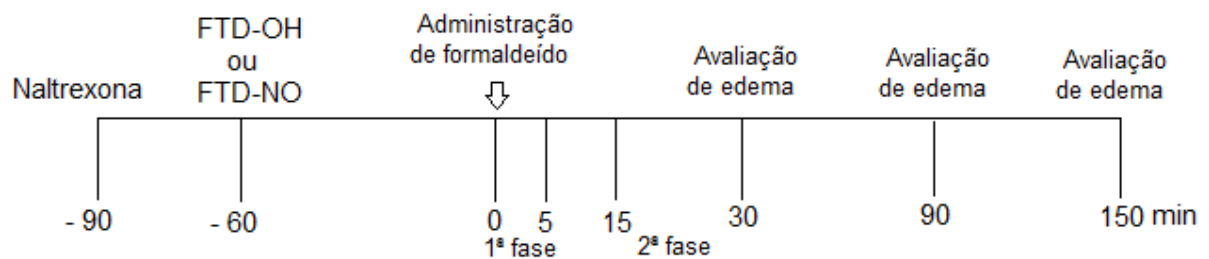 Naltrexona
FTD-OH
ou
FTD-NO
Administração
de formaldeído
Avaliação
de edema
Avaliação
de edema
Avaliação
de edema
- 90
- 60
0
5
15
30
90
150 min
1ª fase
2ª fase